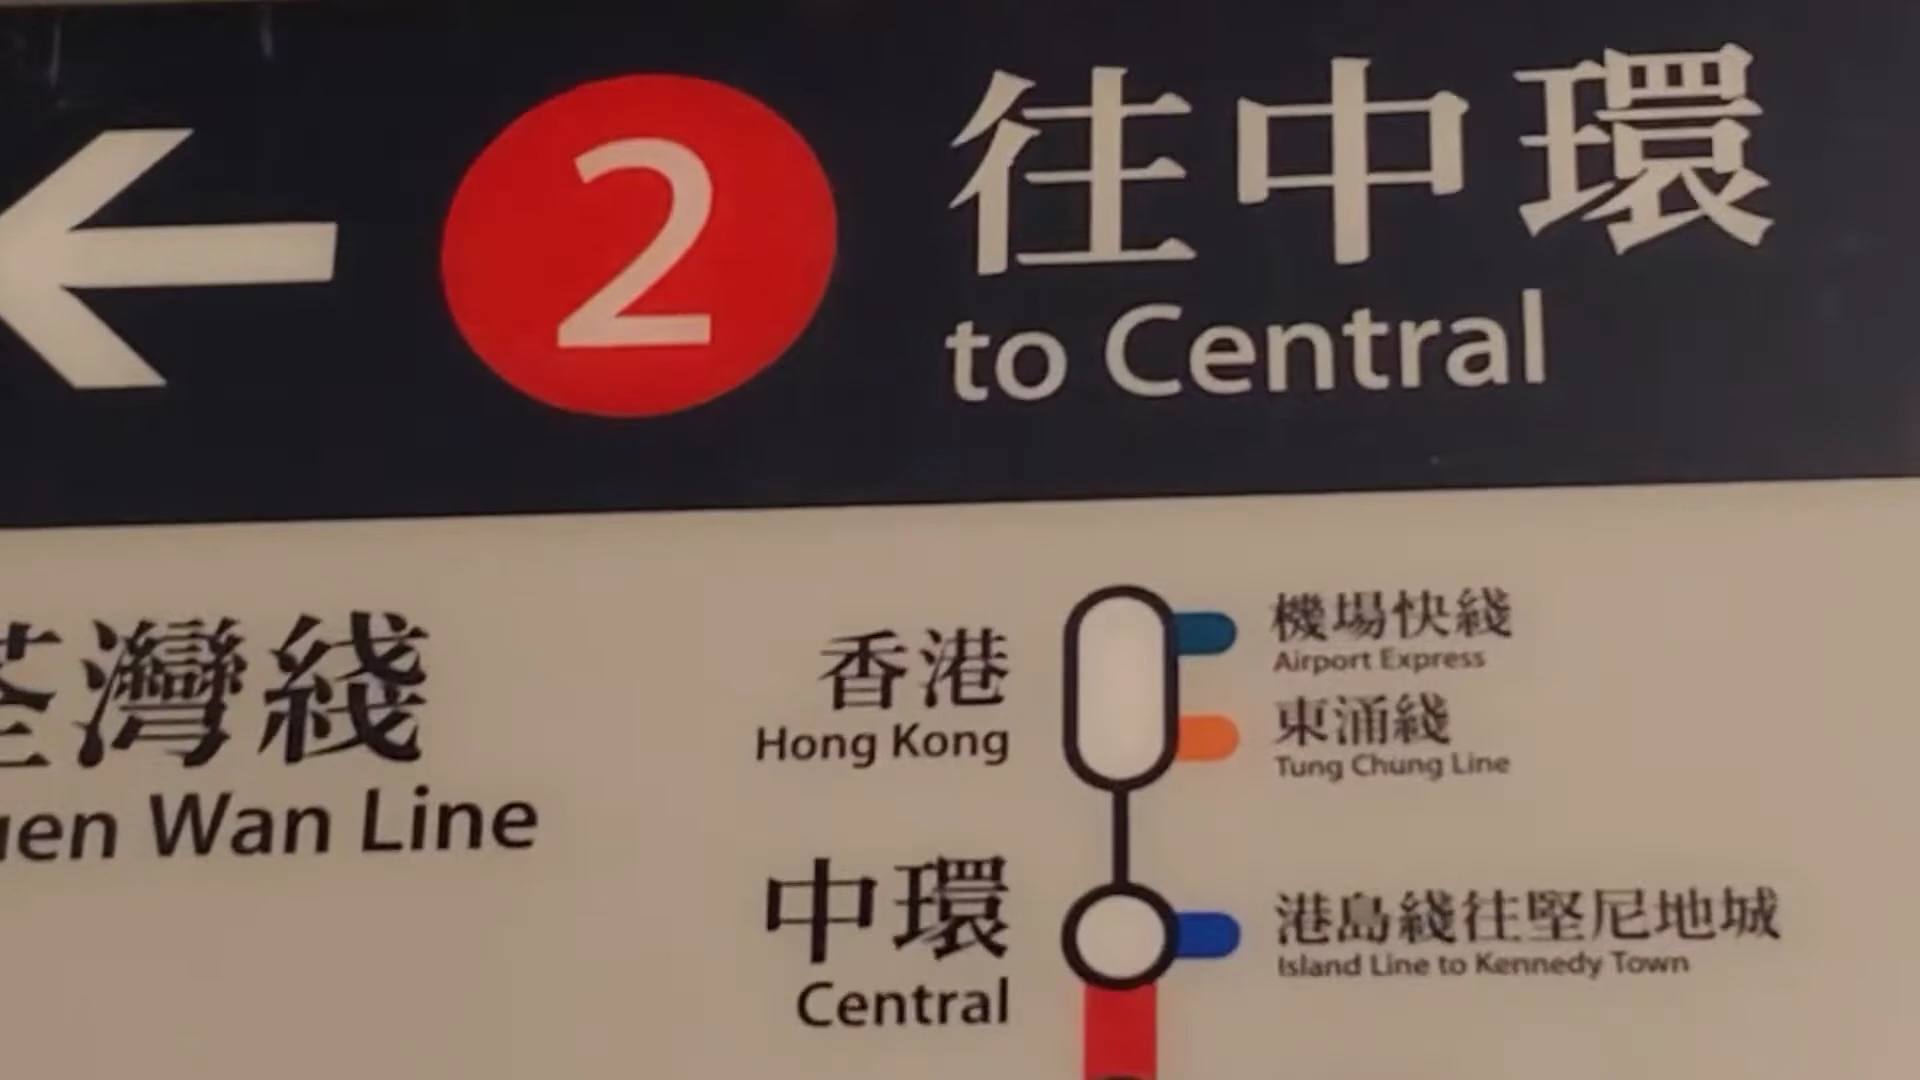 2
往中環
to Central
荃灣綫
uen Wan Line
香港
Hong Kong
機場快綫
Airport Express
東涌綫
Tung Chung Line
中環
Central
港島綫往堅尼地城
Island Line to Kennedy Town